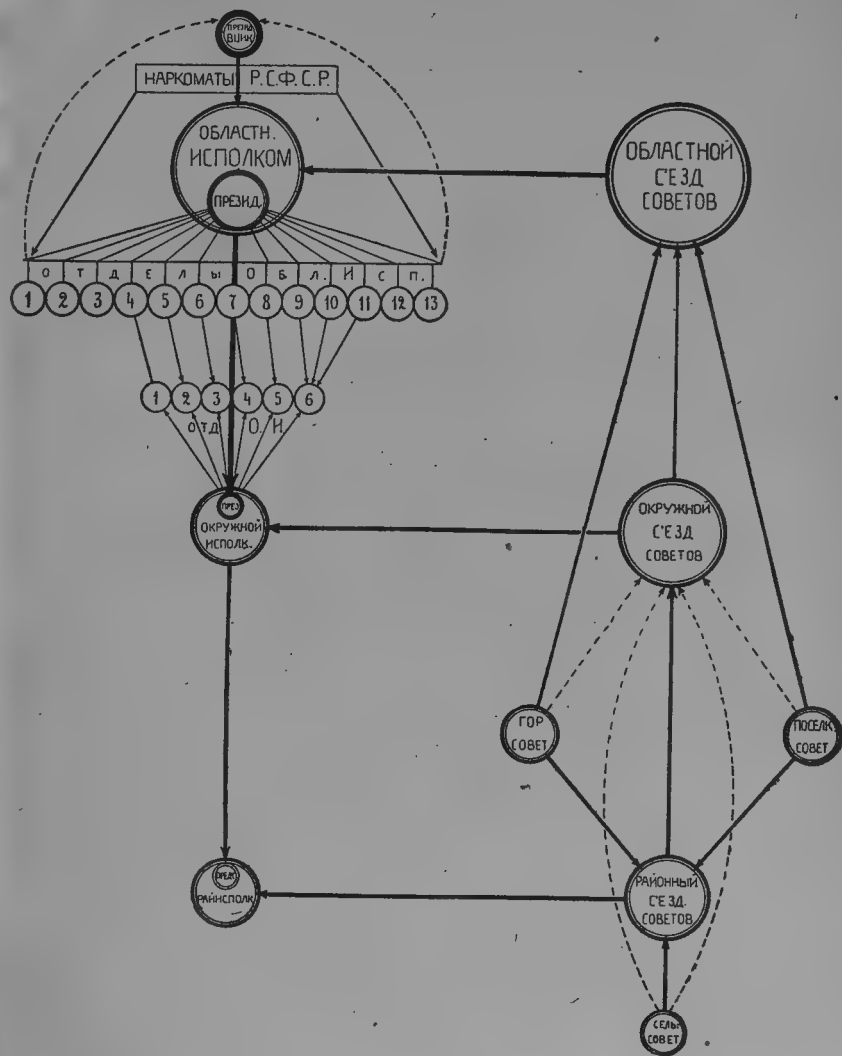 ПРЕЗИД
ВЦИК
НАРКОМАТЫ Р.С.Ф.С.Р.
ОБЛАСТН.
ИСПОЛКОМ
ПРЕЗИД.
ОБЛАСТНОЙ
С'ЕЗД
СОВЕТОВ
О Т Д Е Л Ы О Б Л. И С П.
1 2 3 4 5 6 7 8 9 10 11 12 13
1 2 3 4 5 6
ОТД О. И.
ПРЕЗ
ОКРУЖНОЙ
ИСПОЛК.
ОКРУЖНОЙ
С'ЕЗД
СОВЕТОВ
ГОР
СОВЕТ
ПОСЕЛК.
СОВЕТ
РАЙИСПОЛК
РАЙОННЫЙ
С'ЕЗД.
СОВЕТОВ
СЕЛЬ
СОВЕТ